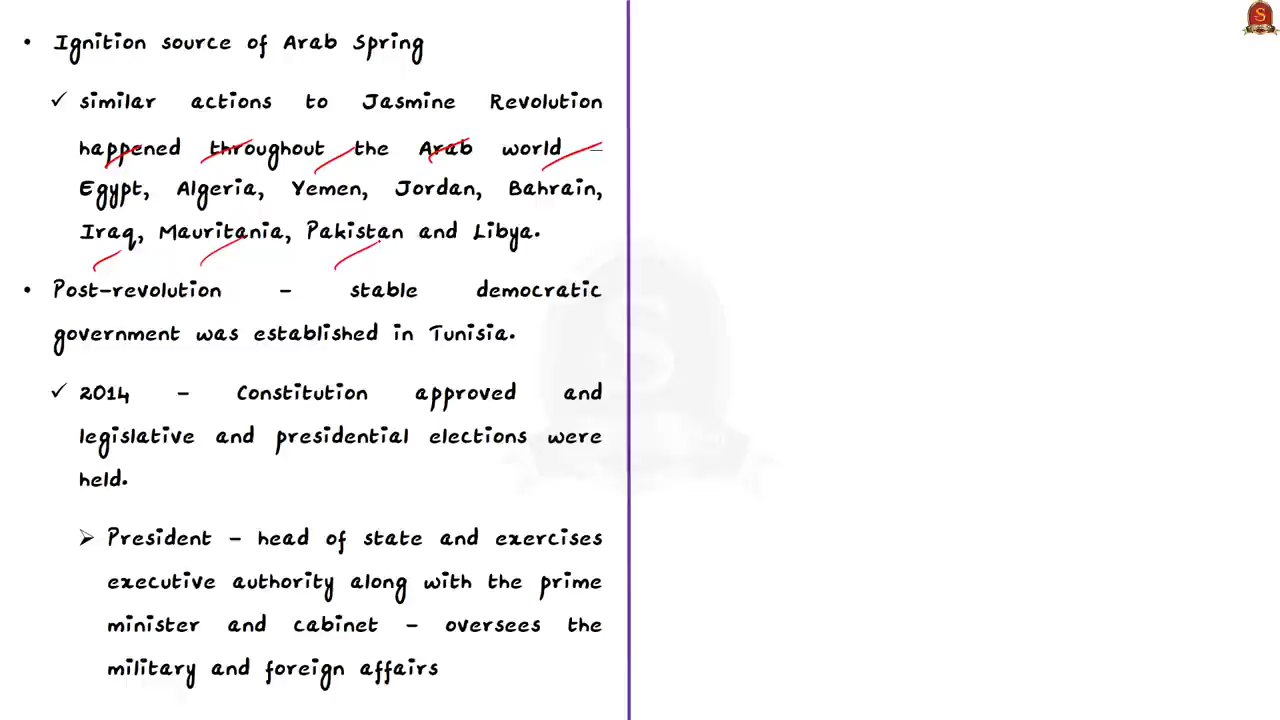 • Ignition source of Arab Spring
✓ similar actions to Jasmine Revolution
happened throughout the Arab world –
Egypt, Algeria, Yemen, Jordan, Bahrain,
Iraq, Mauritania, Pakistan and Libya.
• Post-revolution – stable democratic
government was established in Tunisia.
✓ 2014 – Constitution approved and
legislative and presidential elections were
held.
➢ President – head of state and exercises
executive authority along with the prime
minister and cabinet – oversees the
military and foreign affairs
S